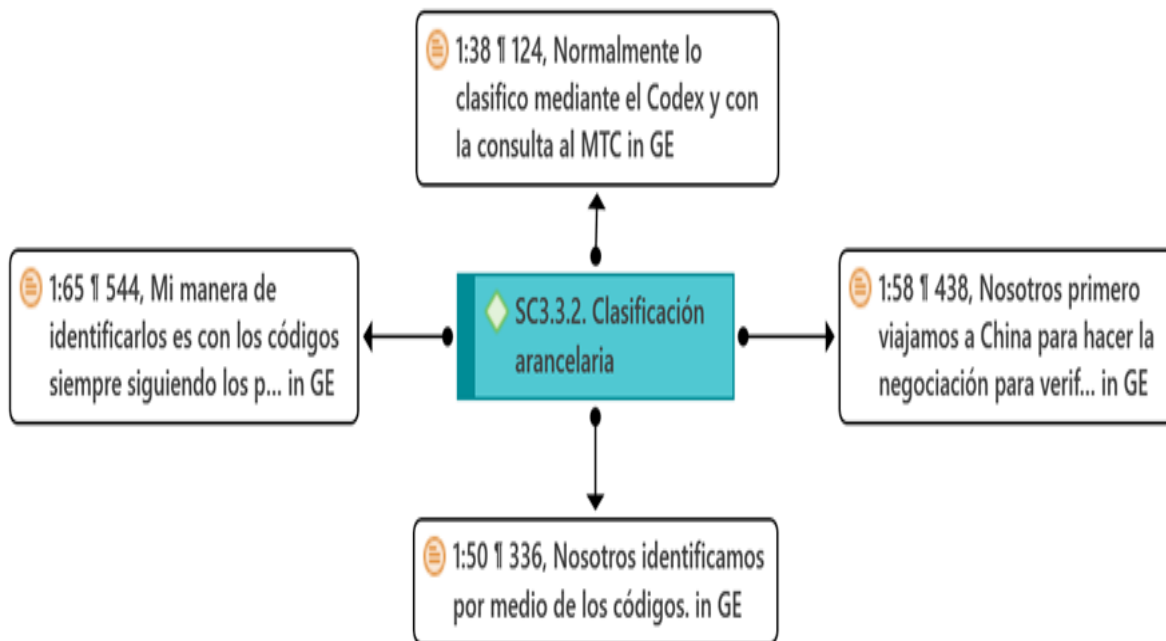 1:38 ¶ 124, Normalmente lo
clasifico mediante el Codex y con
la consulta al MTC in GE
1:65 ¶ 544, Mi manera de
identificarlos es con los códigos
siempre siguiendo los p... in GE
SC3.3.2. Clasificación
arancelaria
1:58 ¶ 438, Nosotros primero
viajamos a China para hacer la
negociación para verif... in GE
1:50 ¶ 336, Nosotros identificamos
por medio de los códigos. in GE